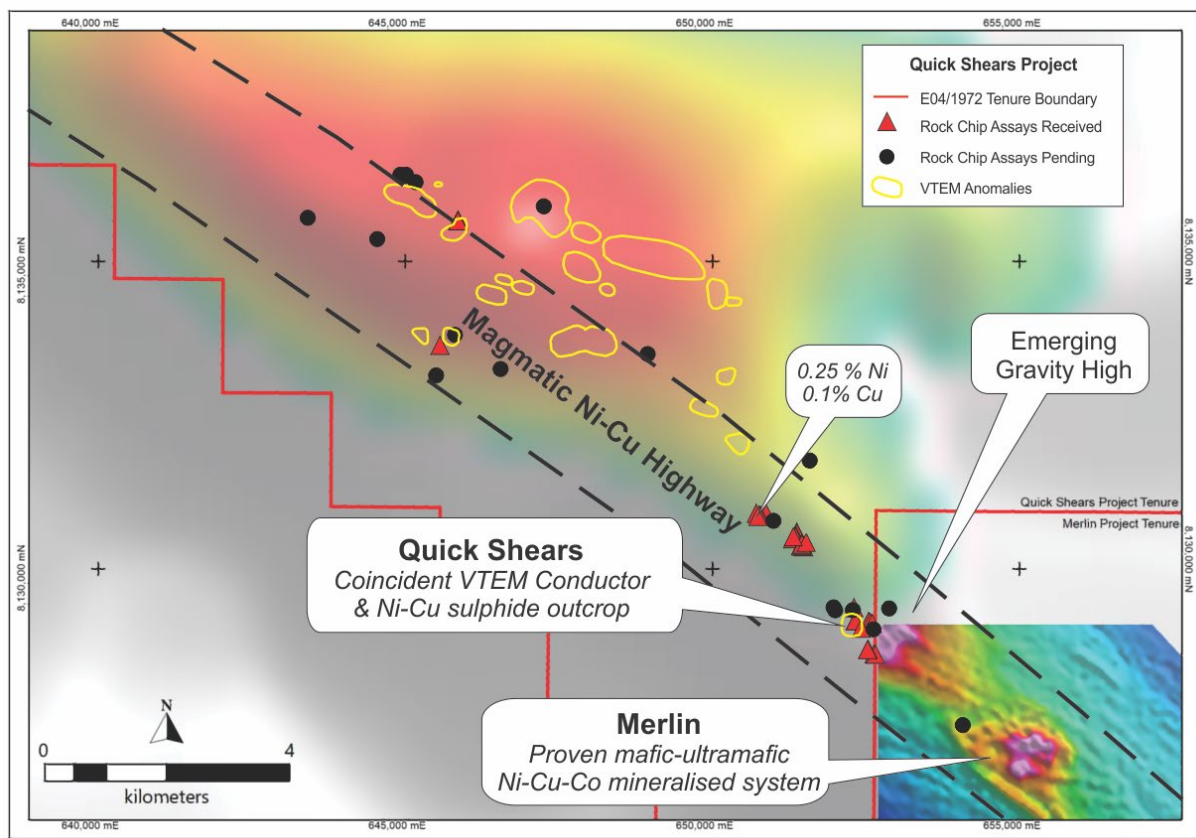 640,000 mE
645,000 mE
650,000 mE
655,000 mE
Quick Shears Project
E04/1972 Tenure Boundary
Rock Chip Assays Received
Rock Chip Assays Pending
VTEM Anomalies
8,135,000 mN
8,135,000 mN
Magmatic Ni-Cu Highway
Emerging
Gravity High
0.25 % Ni
0.1% Cu
Quick Shears Project Tenure
Merlin Project Tenure
8,130,000 mN
8,130,000 mN
Quick Shears
Coincident VTEM Conductor
& Ni-Cu sulphide outcrop
Merlin
Proven mafic-ultramafic
Ni-Cu-Co mineralised system
N
0
4
kilometers
640,000 mE
645,000 mE
650,000 mE
655,000 mE